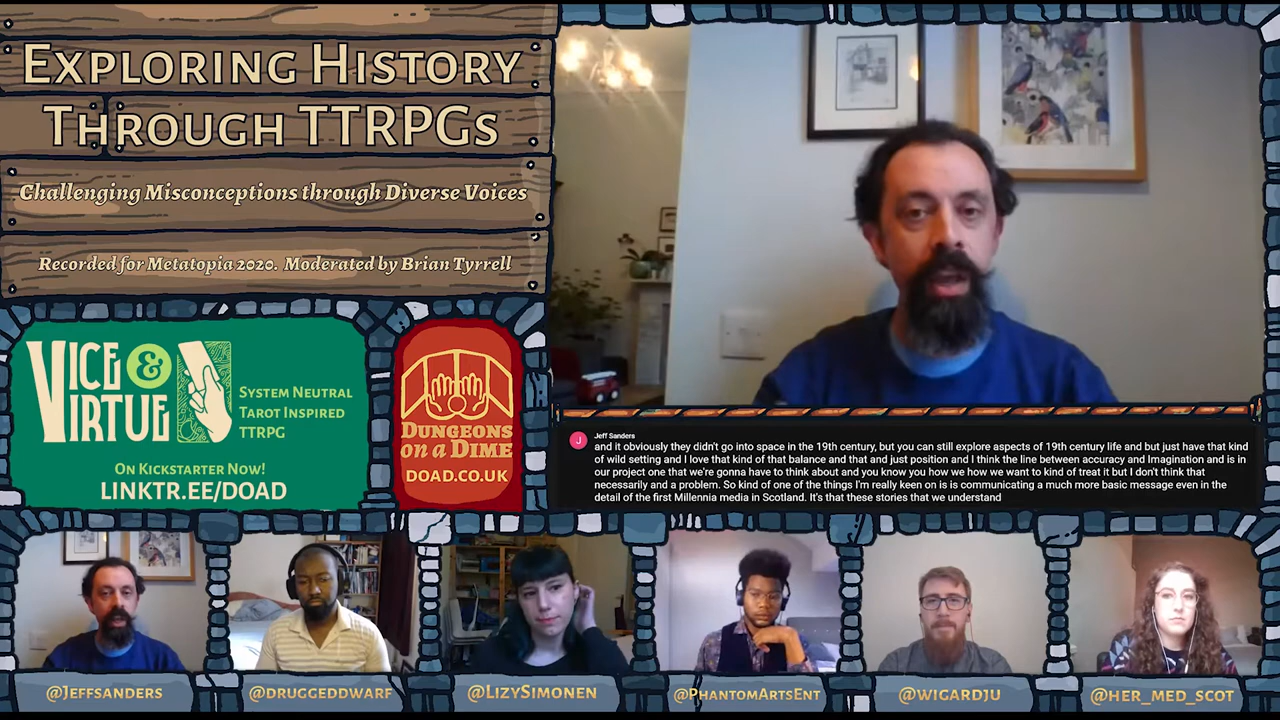 Exploring History
Through TTRPGs
Challenging Misconceptions through Diverse Voices
Recorded for Metatopia 2020. Moderated by Brian Tyrrell
Vice &
Virtue
System Neutral
Tarot Inspired
TTRPG
On Kickstarter Now!
linktr.ee/DOAD
Dungeons
on a Dime
DOAD.co.uk
J
Jeff Sanders
and it obviously they didn't go into space in the 19th century, but you can still explore aspects of 19th century life and but just have that kind
of wild setting and I love that kind of that balance and that and just position and I think the line between accuracy and Imagination and is in
our project one that we're gonna have to think about and you know you how we how we want to kind of treat it but I don't think that
necessarily and a problem. So kind of one of the things I'm really keen on is is communicating a much more basic message even in the
detail of the first Millennia media in Scotland. It's that these stories that we understand
@Jeffsanders
@druggeddwarf
@LizySimonen
@PhantomArtsEnt
@wigardju
@her_med_scot